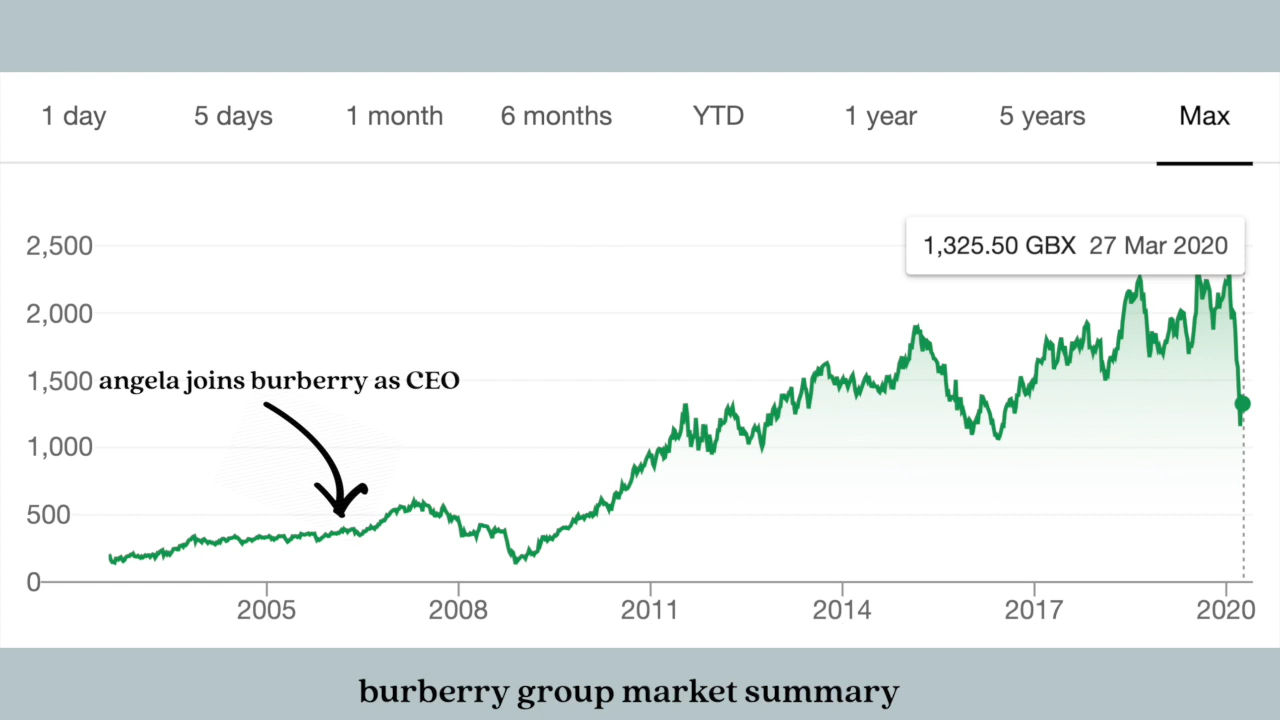 1 day 5 days 1 month 6 months YTD 1 year 5 years Max
2,500
1,325.50 GBX 27 Mar 2020
2,000
1,500
angela joins burberry as CEO
1,000
500
0
2005 2008 2011 2014 2017 2020
burberry group market summary